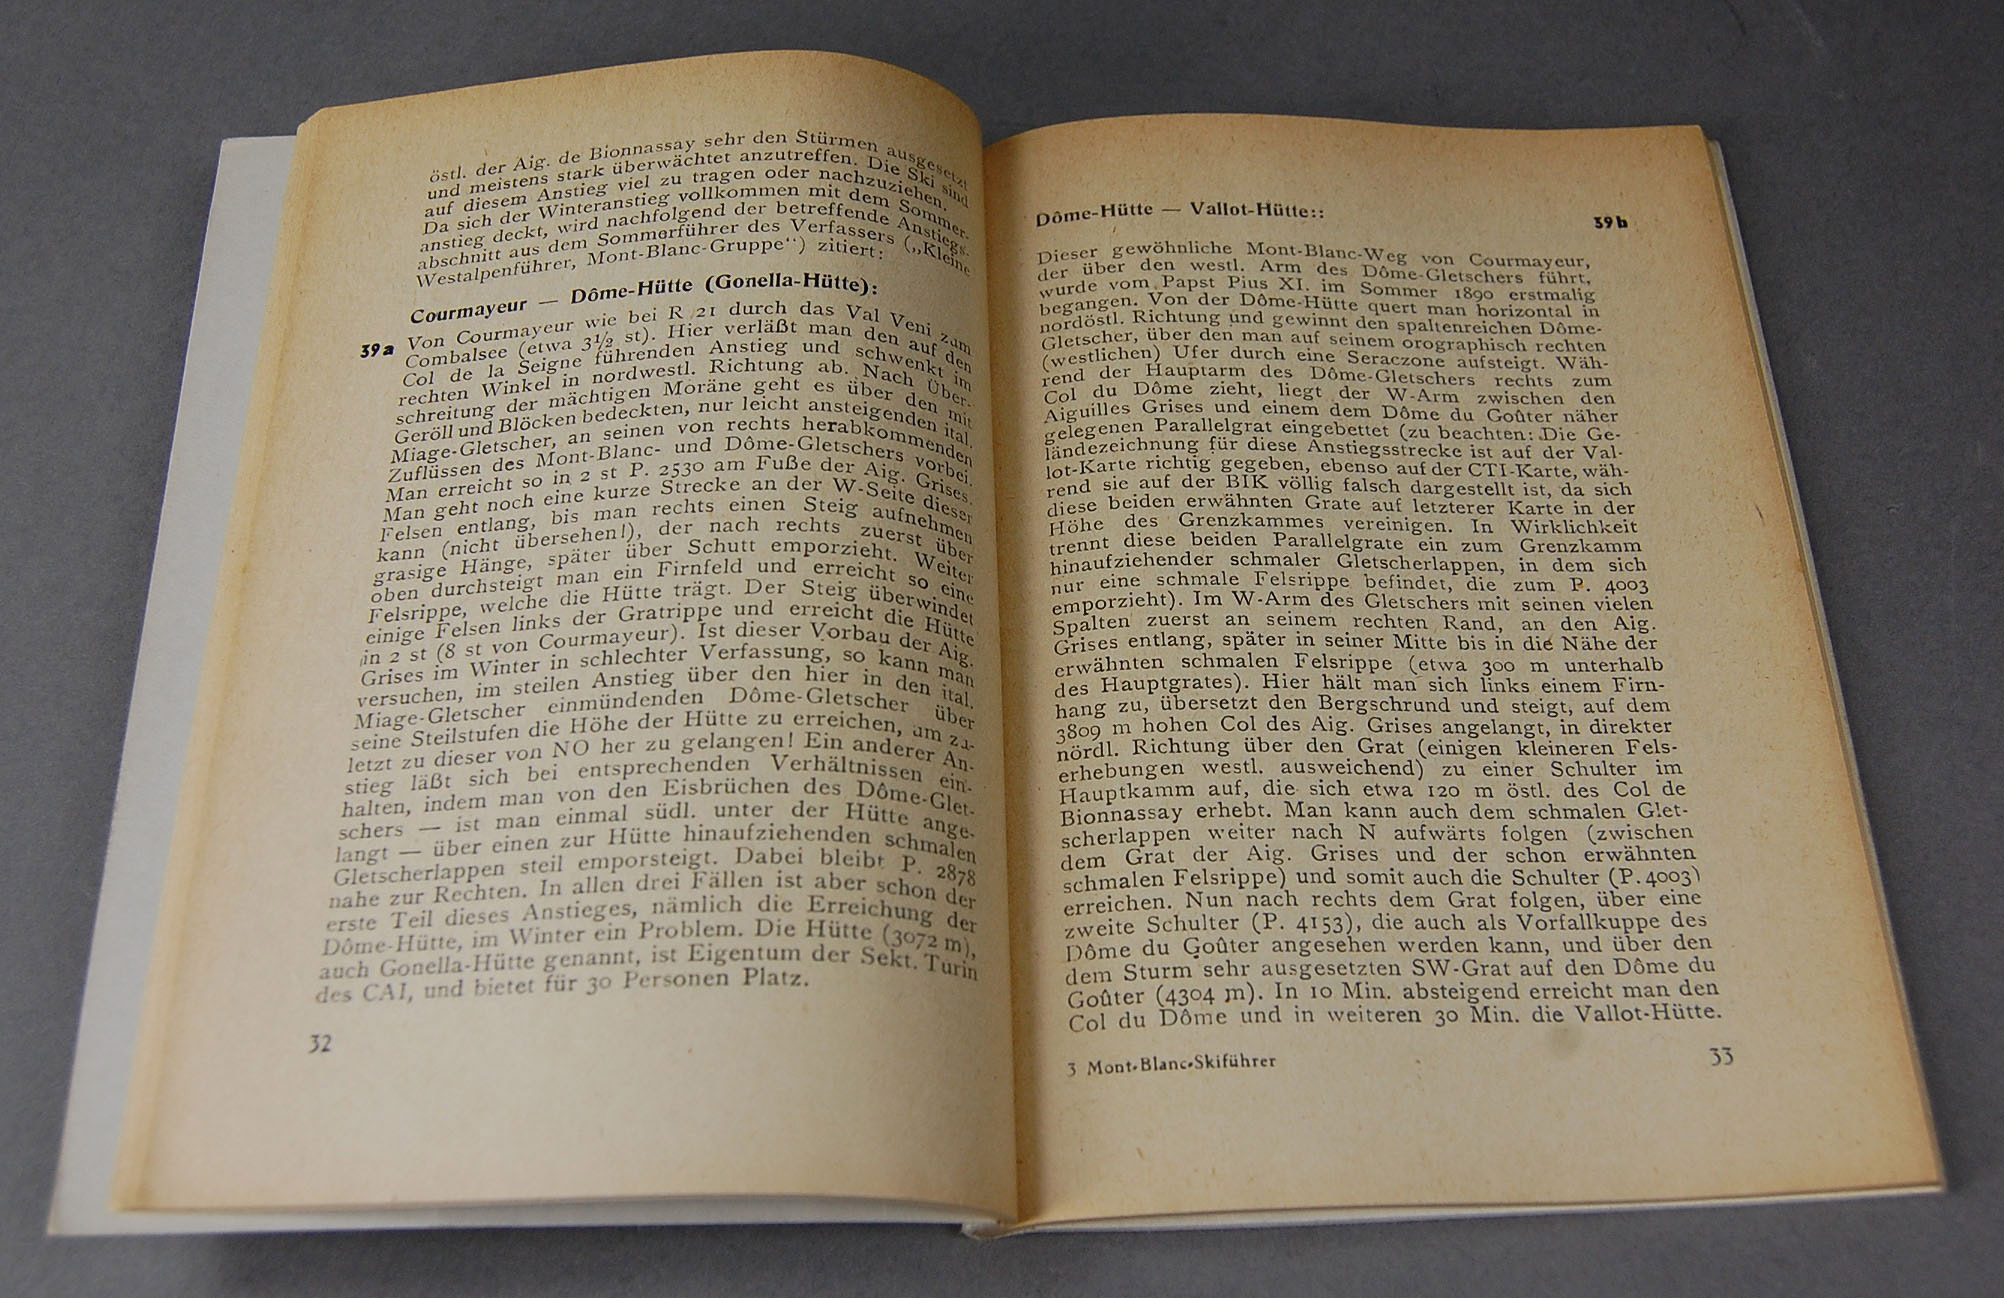 östl. der Aig. de Bionnassay sehr den Stürmen ausgesetzt
und meistens stark überwächtet anzutreffen. Die Ski sind
auf diesem Anstieg viel zu tragen oder nachzuziehen.
Da sich der Winteranstieg vollkommen mit dem Sommer-
anstieg deckt, wird nachfolgend der betreffende Anstiegs-
abschnitt aus dem Sommerführer des Verfassers („Kleine
Westalpenführer, Mont-Blanc-Gruppe“) zitiert:
Courmayeur — Dôme-Hütte (Gonella-Hütte):
39a Von Courmayeur wie bei R 21 durch das Val Veni zum
Combalsee (etwa 3½ st). Hier verläßt man den auf den
Col de la Seigne führenden Anstieg und schwenkt im
rechten Winkel in nordwestl. Richtung ab. Nach Über-
schreitung der mächtigen Moräne geht es über den mit
Geröll und Blöcken bedeckten, nur leicht ansteigenden ital.
Miage-Gletscher, an seinen von rechts herabkommenden
Zuflüssen des Mont-Blanc- und Dôme-Gletschers vorbei.
Man erreicht so in 2 st P. 2530 am Fuße der Aig. Grises.
Man geht noch eine kurze Strecke an der W-Seite dieser
Felsen entlang, bis man rechts einen Steig aufnehmen
kann (nicht übersehen!), der nach rechts zuerst über
grasige Hänge, später über Schutt emporzieht. Weiter
oben durchsteigt man ein Firnfeld und erreicht so eine
Felsrippe, welche die Hütte trägt. Der Steig überwindet
einige Felsen links der Gratrippe und erreicht die Hütte
in 2 st (8 st von Courmayeur). Ist dieser Vorbau der Aig.
Grises im Winter in schlechter Verfassung, so kann man
versuchen, im steilen Anstieg über den hier in den ital.
Miage-Gletscher einmündenden Dôme-Gletscher über
seine Steilstufen die Höhe der Hütte zu erreichen, um zu-
letzt zu dieser von NO her zu gelangen! Ein anderer An-
stieg läßt sich bei entsprechenden Verhältnissen ein-
halten, indem man von den Eisbrüchen des Dôme-Glet-
schers — ist man einmal südl. unter der Hütte ange-
langt — über einen zur Hütte hinaufziehenden schmalen
Gletscherlappen steil emporsteigt. Dabei bleibt P. 2878
nahe zur Rechten. In allen drei Fällen ist aber schon der
erste Teil dieses Anstieges, nämlich die Erreichung der
Dôme-Hütte, im Winter ein Problem. Die Hütte (3072 m),
auch Gonella-Hütte genannt, ist Eigentum der Sekt. Turin
des CAI, und bietet für 30 Personen Platz.
32
Dôme-Hütte — Vallot-Hütte:: 39b
Dieser gewöhnliche Mont-Blanc-Weg von Courmayeur,
der über den westl. Arm des Dôme-Gletschers führt,
wurde vom Papst Pius XI. im Sommer 1890 erstmalig
begangen. Von der Dôme-Hütte quert man horizontal in
nordöstl. Richtung und gewinnt den spaltenreichen Dôme-
Gletscher, über den man auf seinem orographisch rechten
(westlichen) Ufer durch eine Seraczone aufsteigt. Wäh-
rend der Hauptarm des Dôme-Gletschers rechts zum
Col du Dôme zieht, liegt der W-Arm zwischen den
Aiguilles Grises und einem dem Dôme du Goûter näher
gelegenen Parallelgrat eingebettet (zu beachten: Die Ge-
ländezeichnung für diese Anstiegsstrecke ist auf der Val-
lot-Karte richtig gegeben, ebenso auf der CTI-Karte, wäh-
rend sie auf der BIK völlig falsch dargestellt ist, da sich
diese beiden erwähnten Grate auf letzterer Karte in der
Höhe des Grenzkammes vereinigen. In Wirklichkeit
trennt diese beiden Parallelgrate ein zum Grenzkamm
hinaufziehender schmaler Gletscherlappen, in dem sich
nur eine schmale Felsrippe befindet, die zum P. 4003
emporzieht). Im W-Arm des Gletschers mit seinen vielen
Spalten zuerst an seinem rechten Rand, an den Aig.
Grises entlang, später in seiner Mitte bis in die Nähe der
erwähnten schmalen Felsrippe (etwa 300 m unterhalb
des Hauptgrates). Hier hält man sich links einem Firn-
hang zu, übersetzt den Bergschrund und steigt, auf dem
3809 m hohen Col des Aig. Grises angelangt, in direkter
nördl. Richtung über den Grat (einigen kleineren Fels-
erhebungen westl. ausweichend) zu einer Schulter im
Hauptkamm auf, die sich etwa 120 m östl. des Col de
Bionnassay erhebt. Man kann auch dem schmalen Glet-
scherlappen weiter nach N aufwärts folgen (zwischen
dem Grat der Aig. Grises und der schon erwähnten
schmalen Felsrippe) und somit auch die Schulter (P. 4003)
erreichen. Nun nach rechts dem Grat folgen, über eine
zweite Schulter (P. 4153), die auch als Vorfallkuppe des
Dôme du Goûter angesehen werden kann, und über den
dem Sturm sehr ausgesetzten SW-Grat auf den Dôme du
Goûter (4304 m). In 10 Min. absteigend erreicht man den
Col du Dôme und in weiteren 30 Min. die Vallot-Hütte.
3 Mont-Blanc-Skiführer 33